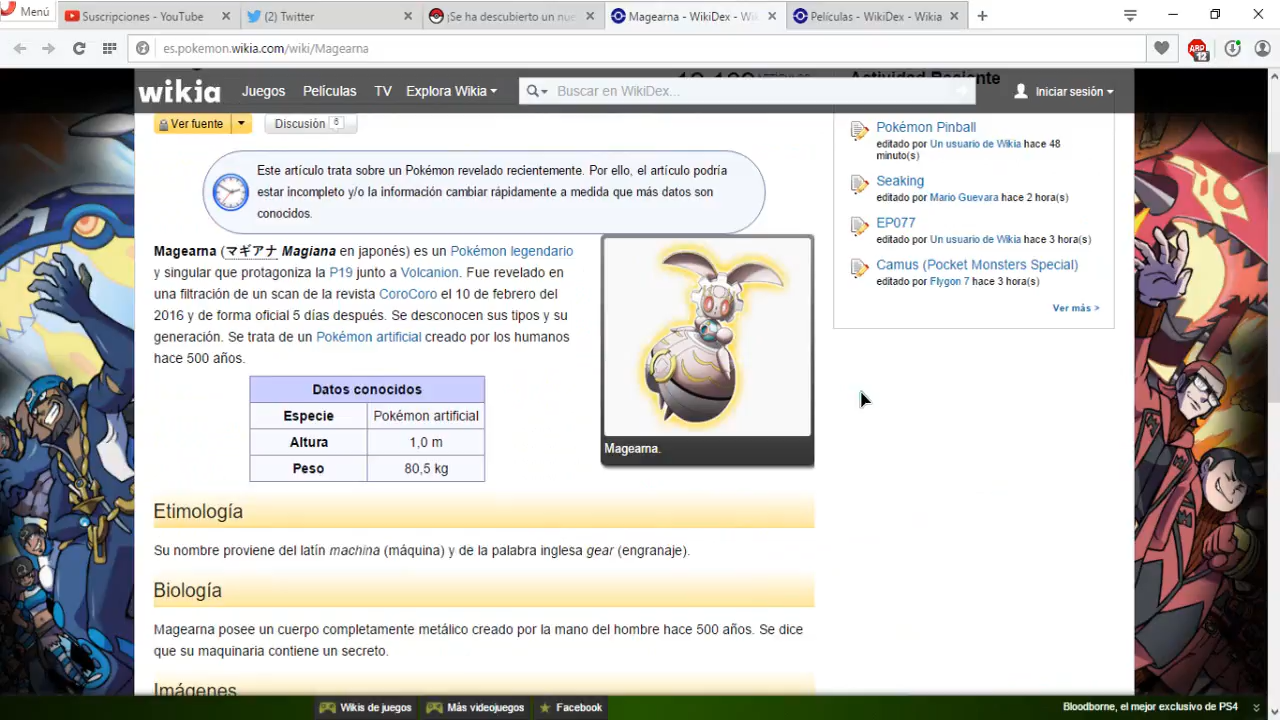 Menú
Suscripciones - YouTube
(2) Twitter
¡Se ha descubierto un nue
Magearna - WikiDex - Wi
Películas - WikiDex - Wikia
es.pokemon.wikia.com/wiki/Magearna
ABP
12
wikia
Juegos
Películas
TV
Explora Wikia
Buscar en WikiDex...
Iniciar sesión
Actividad Reciente
Ver fuente
Discusión
6
Este artículo trata sobre un Pokémon revelado recientemente. Por ello, el artículo podría
estar incompleto y/o la información cambiar rápidamente a medida que más datos son
conocidos.
Magearna (マギアナ Magiana en japonés) es un Pokémon legendario
y singular que protagoniza la P19 junto a Volcanion. Fue revelado en
una filtración de un scan de la revista CoroCoro el 10 de febrero del
2016 y de forma oficial 5 días después. Se desconocen sus tipos y su
generación. Se trata de un Pokémon artificial creado por los humanos
hace 500 años.
Datos conocidos
Especie Pokémon artificial
Altura 1,0 m
Peso 80,5 kg
Magearna.
Etimología
Su nombre proviene del latín machina (máquina) y de la palabra inglesa gear (engranaje).
Biología
Magearna posee un cuerpo completamente metálico creado por la mano del hombre hace 500 años. Se dice
que su maquinaria contiene un secreto.
Imágenes
Pokémon Pinball
editado por Un usuario de Wikia hace 48
minuto(s)
Seaking
editado por Mario Guevara hace 2 hora(s)
EP077
editado por Un usuario de Wikia hace 3 hora(s)
Camus (Pocket Monsters Special)
editado por Flygon 7 hace 3 hora(s)
Ver más >
Wikis de juegos
Más videojuegos
Facebook
Bloodborne, el mejor exclusivo de PS4